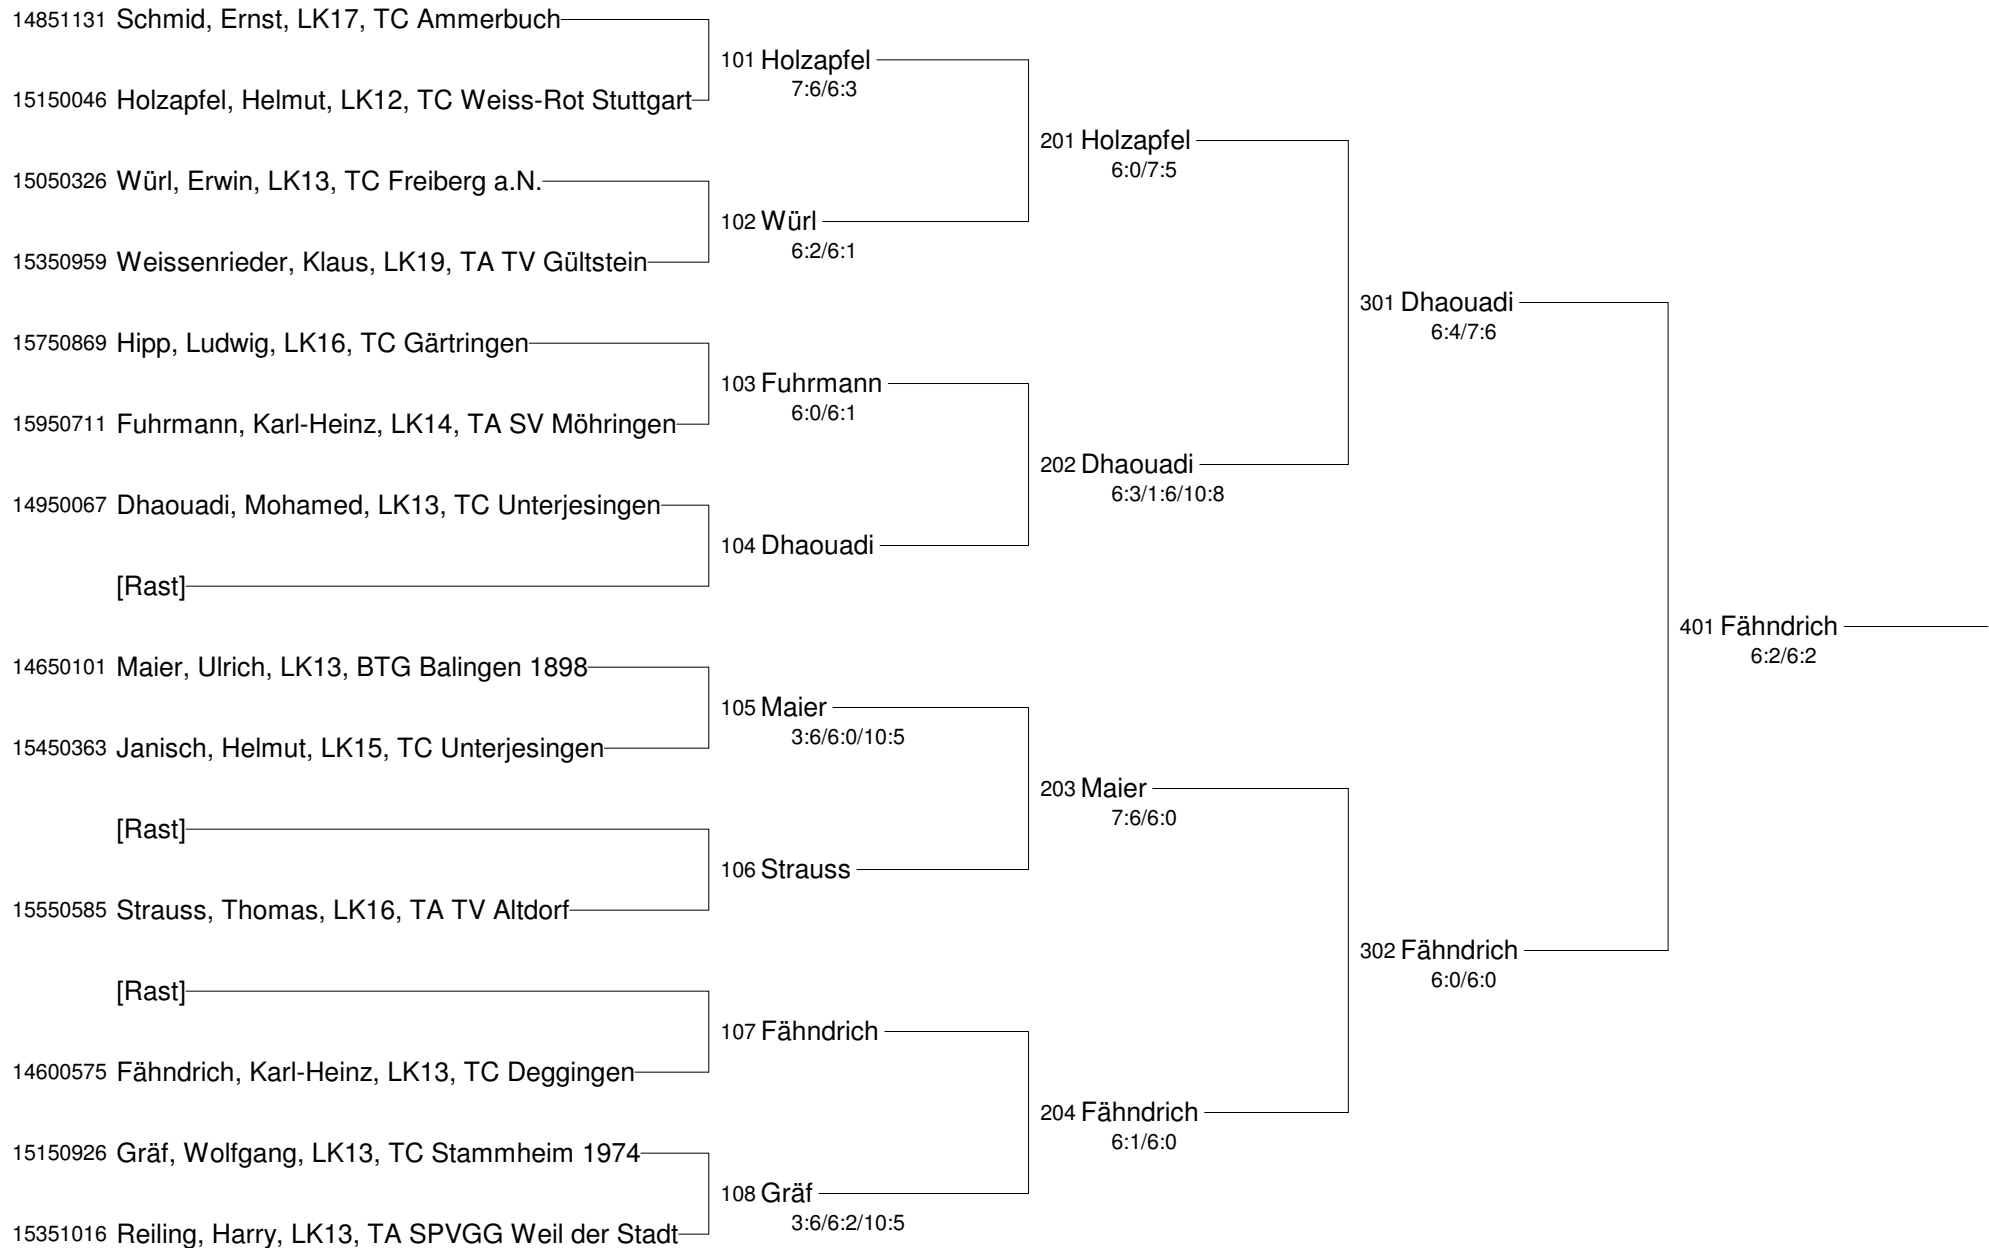 14851131 Schmid, Ernst, LK17, TC Ammerbuch
101 Holzapfel
7:6/6:3
15150046 Holzapfel, Helmut, LK12, TC Weiss-Rot Stuttgart
201 Holzapfel
6:0/7:5
15050326 Würl, Erwin, LK13, TC Freiberg a.N.
102 Würl
6:2/6:1
15350959 Weissenrieder, Klaus, LK19, TA TV Gültstein
301 Dhaouadi
6:4/7:6
15750869 Hipp, Ludwig, LK16, TC Gärtringen
103 Fuhrmann
6:0/6:1
15950711 Fuhrmann, Karl-Heinz, LK14, TA SV Möhringen
202 Dhaouadi
6:3/1:6/10:8
14950067 Dhaouadi, Mohamed, LK13, TC Unterjesingen
104 Dhaouadi
[Rast]
401 Fähndrich
6:2/6:2
14650101 Maier, Ulrich, LK13, BTG Balingen 1898
105 Maier
3:6/6:0/10:5
15450363 Janisch, Helmut, LK15, TC Unterjesingen
203 Maier
7:6/6:0
[Rast]
106 Strauss
15550585 Strauss, Thomas, LK16, TA TV Altdorf
302 Fähndrich
6:0/6:0
[Rast]
107 Fähndrich
14600575 Fähndrich, Karl-Heinz, LK13, TC Deggingen
204 Fähndrich
6:1/6:0
15150926 Gräf, Wolfgang, LK13, TC Stammheim 1974
108 Gräf
3:6/6:2/10:5
15351016 Reiling, Harry, LK13, TA SPVGG Weil der Stadt